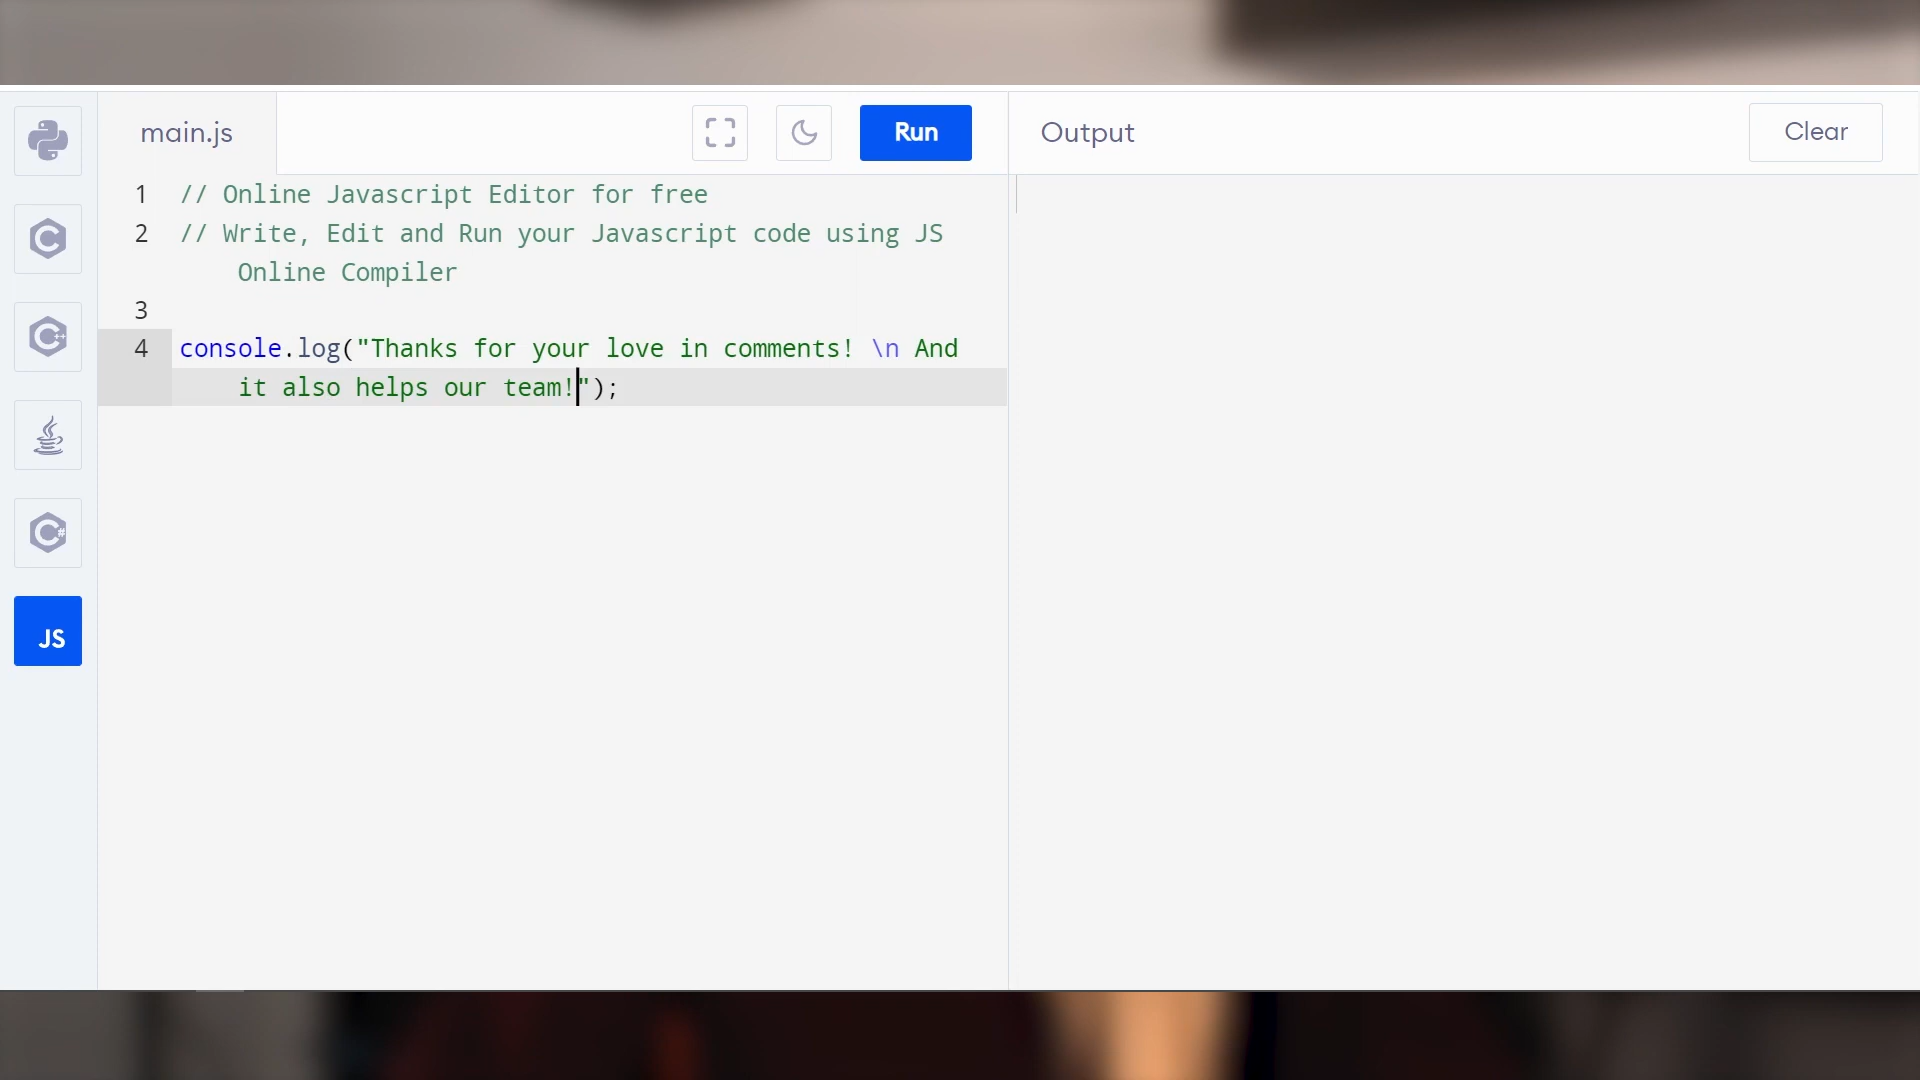 main.js
Run
Output
Clear
1 // Online Javascript Editor for free
2 // Write, Edit and Run your Javascript code using JS
Online Compiler
3
4 console.log("Thanks for your love in comments! \n And
it also helps our team!");
C
C++
C#
JS